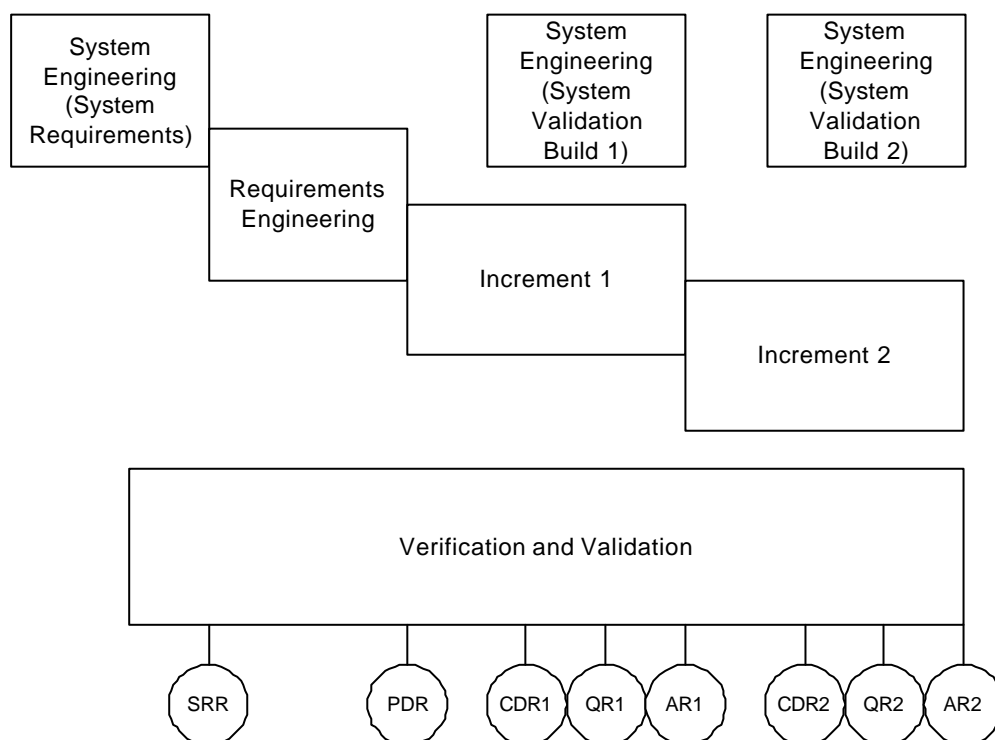 System
Engineering
(System
Requirements)
System
Engineering
(System
Validation
Build 1)
System
Engineering
(System
Validation
Build 2)
Requirements
Engineering
Increment 1
Increment 2
Verification and Validation
SRR
PDR
CDR1
QR1
AR1
CDR2
QR2
AR2